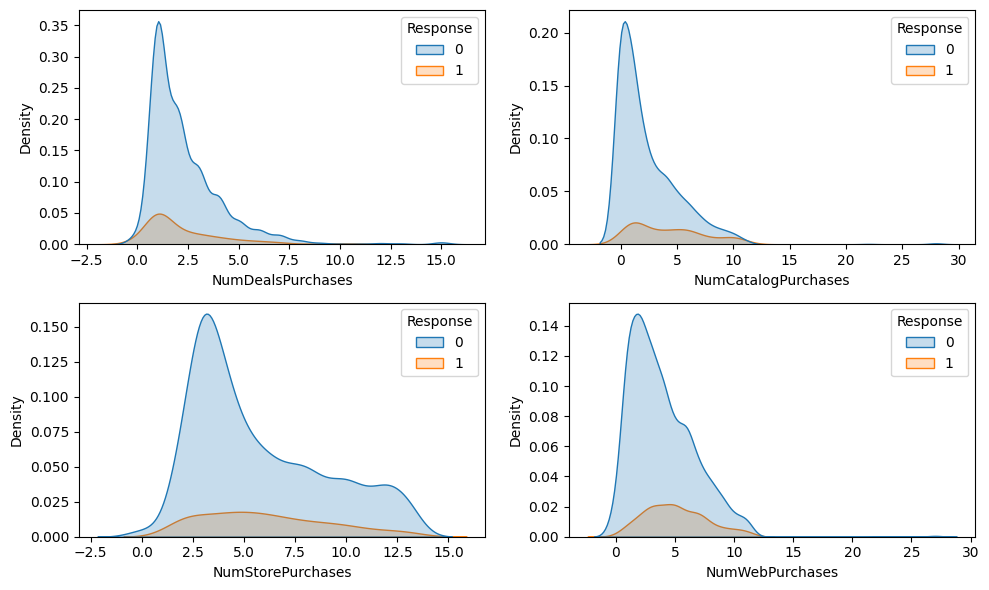 Response
0
1
0.35
0.30
0.25
0.20
0.15
0.10
0.05
0.00
Density
−2.5 0.0 2.5 5.0 7.5 10.0 12.5 15.0
NumDealsPurchases
Response
0
1
0.20
0.15
0.10
0.05
0.00
Density
0 5 10 15 20 25 30
NumCatalogPurchases
Response
0
1
0.150
0.125
0.100
0.075
0.050
0.025
0.000
Density
−2.5 0.0 2.5 5.0 7.5 10.0 12.5 15.0
NumStorePurchases
Response
0
1
0.14
0.12
0.10
0.08
0.06
0.04
0.02
0.00
Density
0 5 10 15 20 25 30
NumWebPurchases